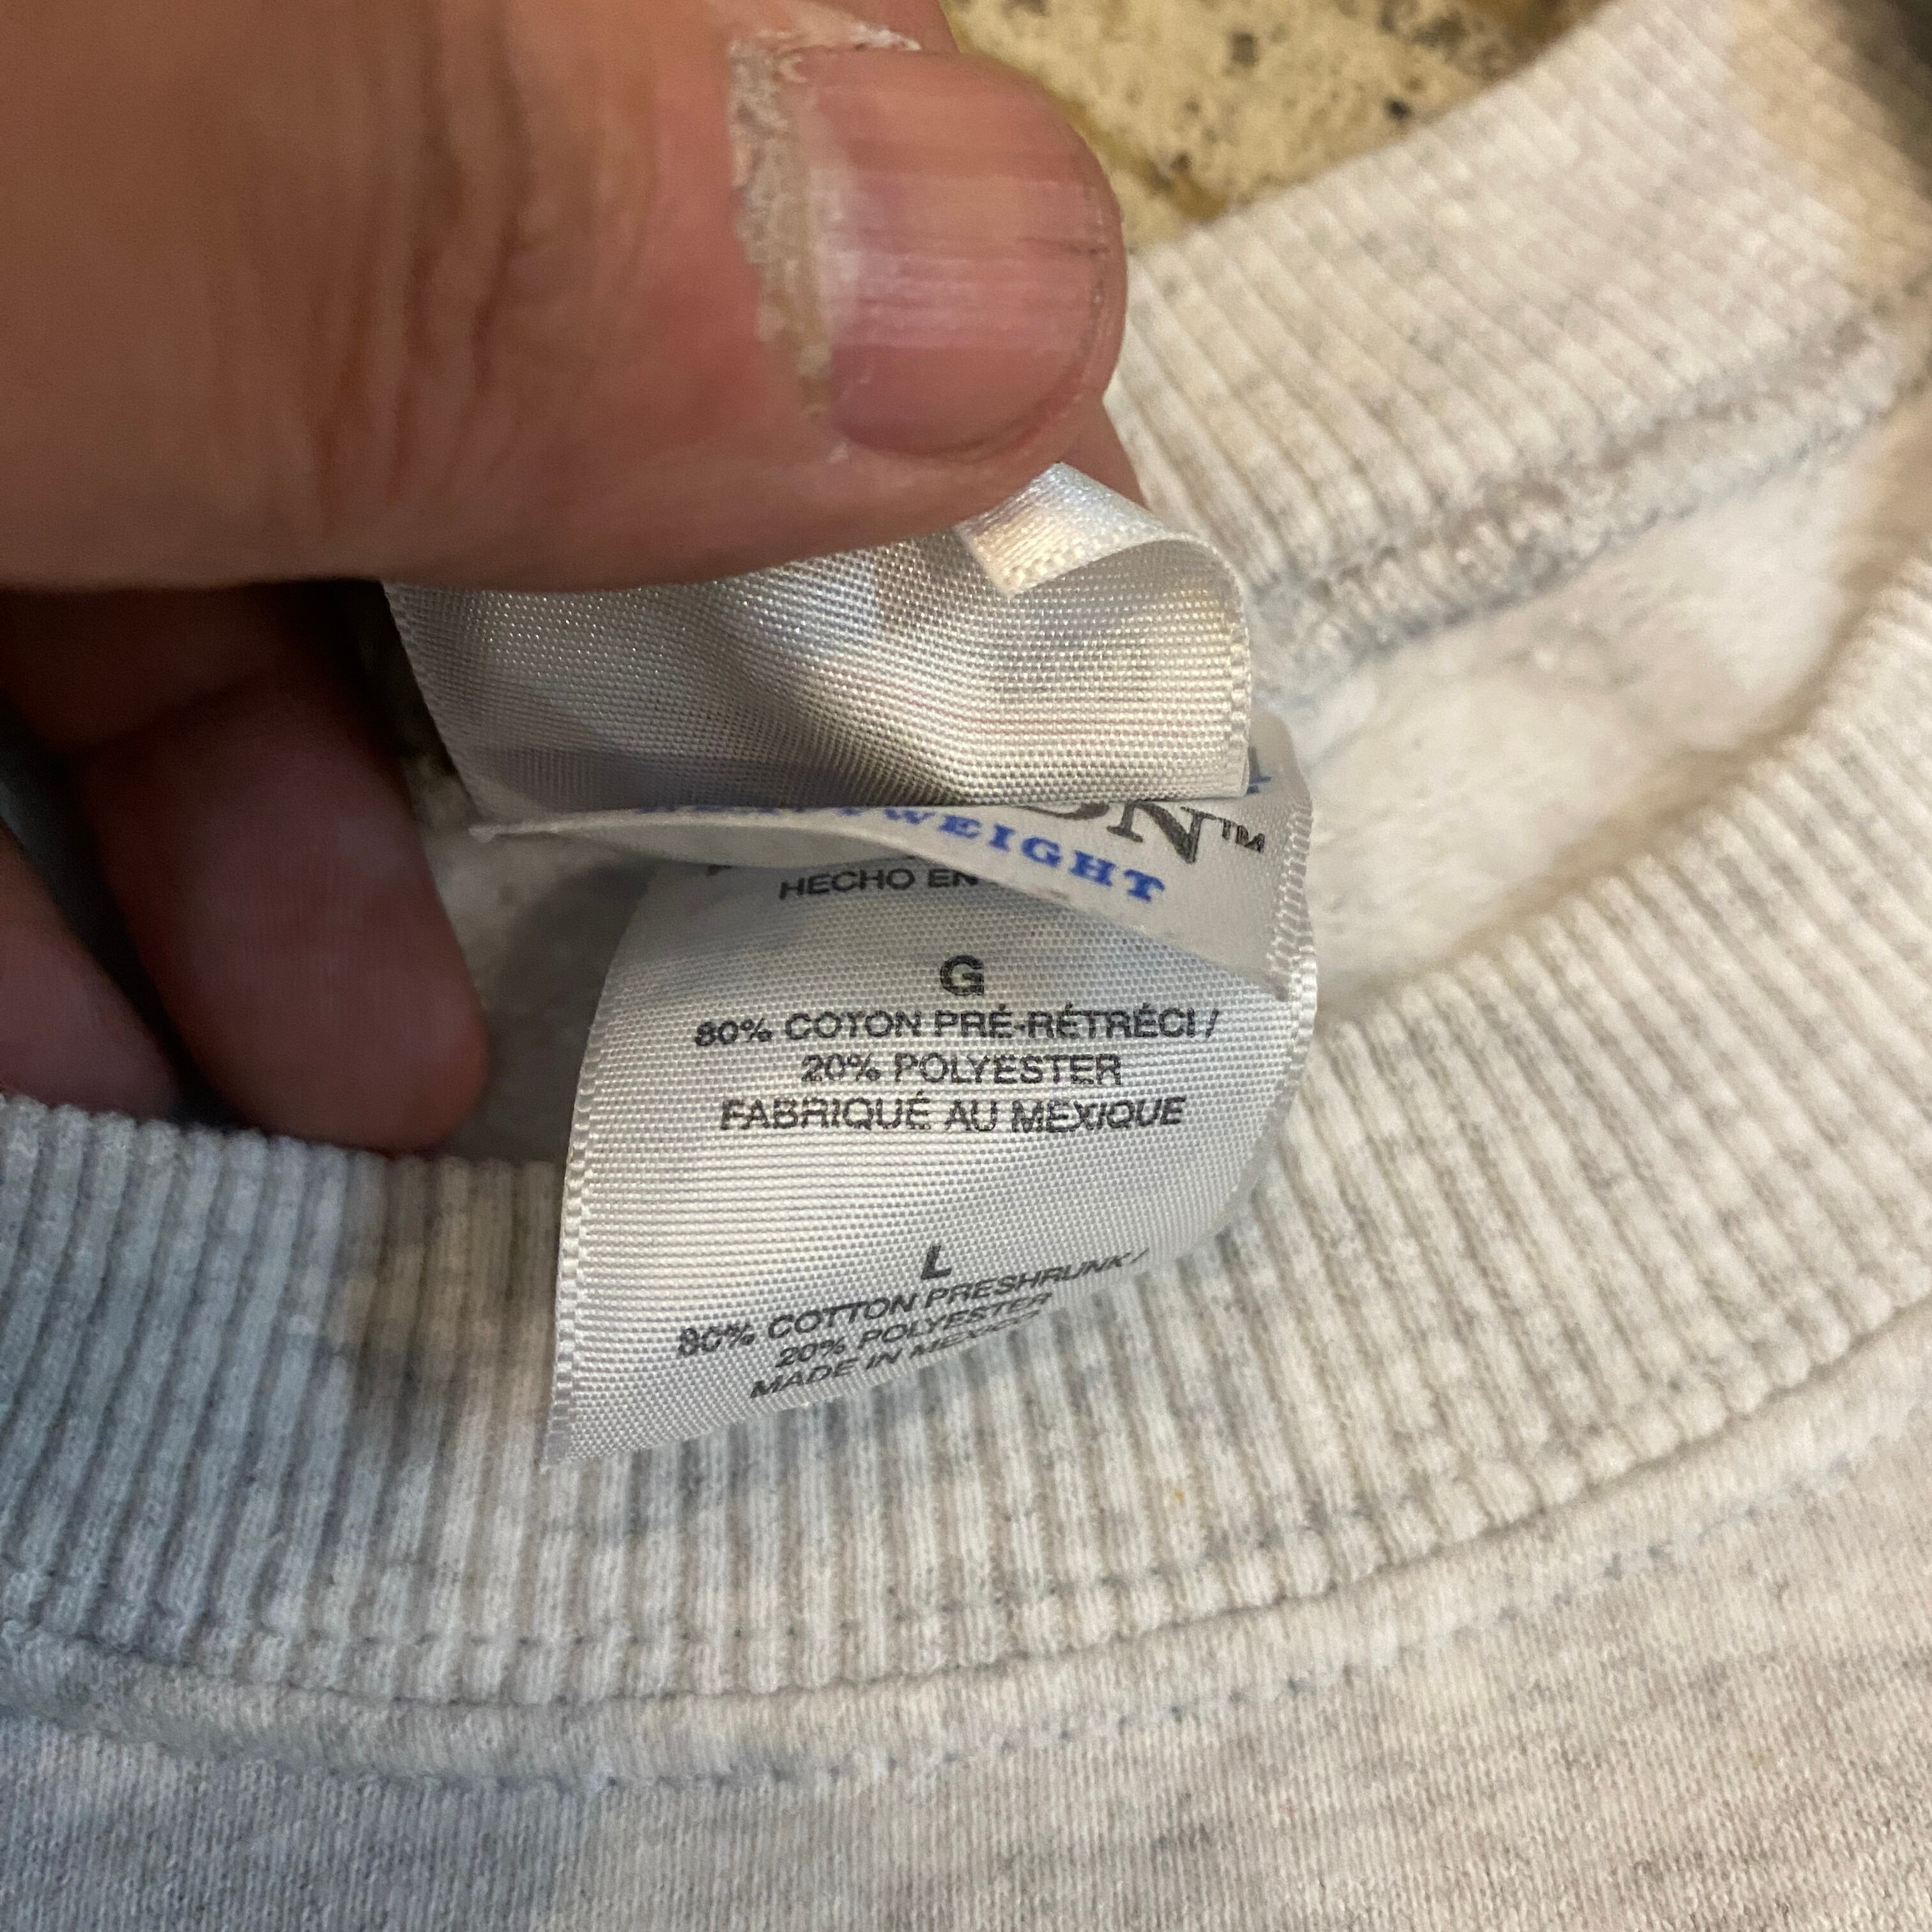 ON™
WEIGHT
HECHO EN
G
80% COTON PRÉ-RÉTRÉCI /
20% POLYESTER
FABRIQUÉ AU MEXIQUE
L
80% COTTON PRESHRUNK /
20% POLYESTER
MADE IN MEXICO